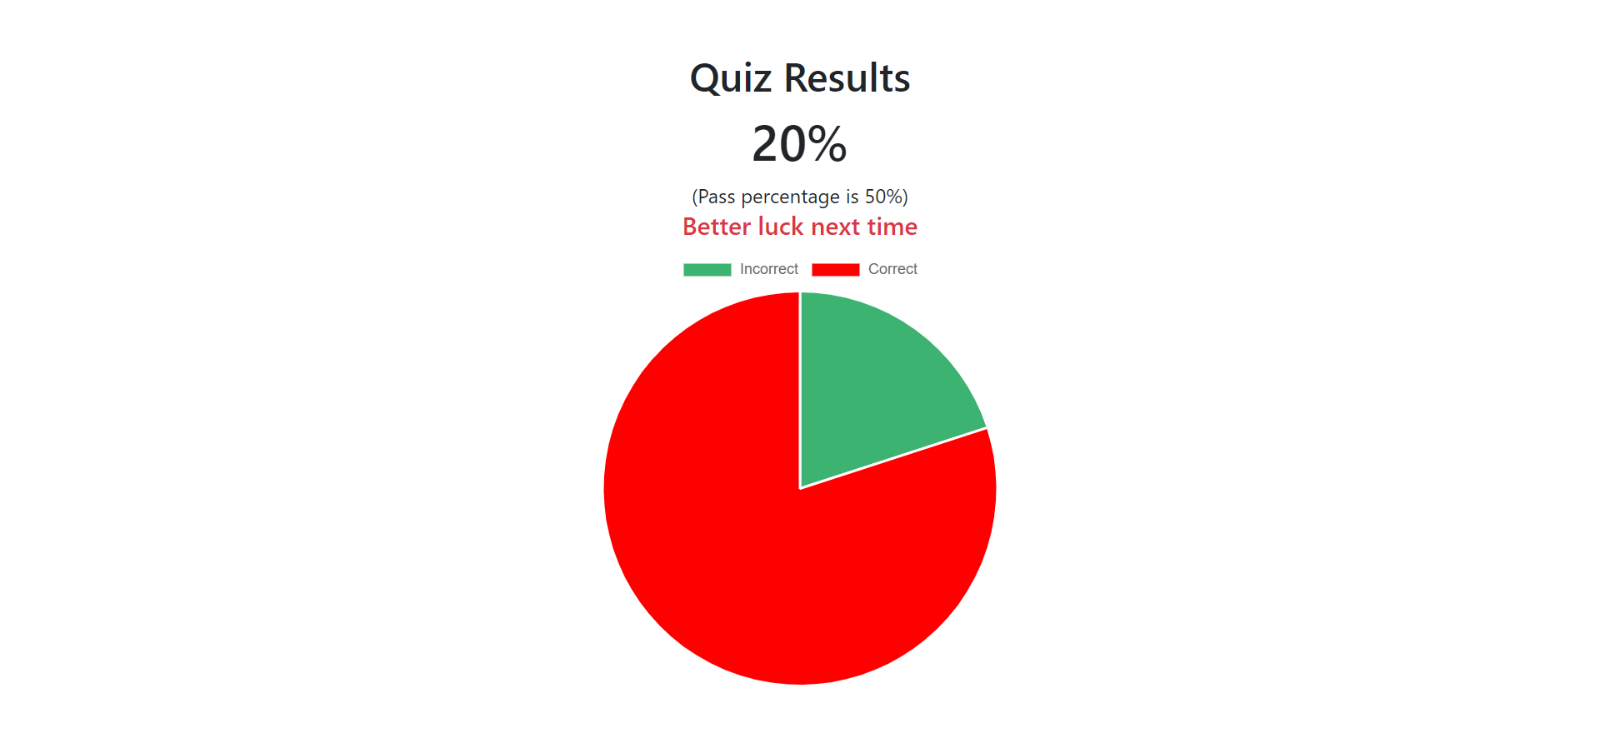 Quiz Results
20%
(Pass percentage is 50%)
Better luck next time
Incorrect Correct